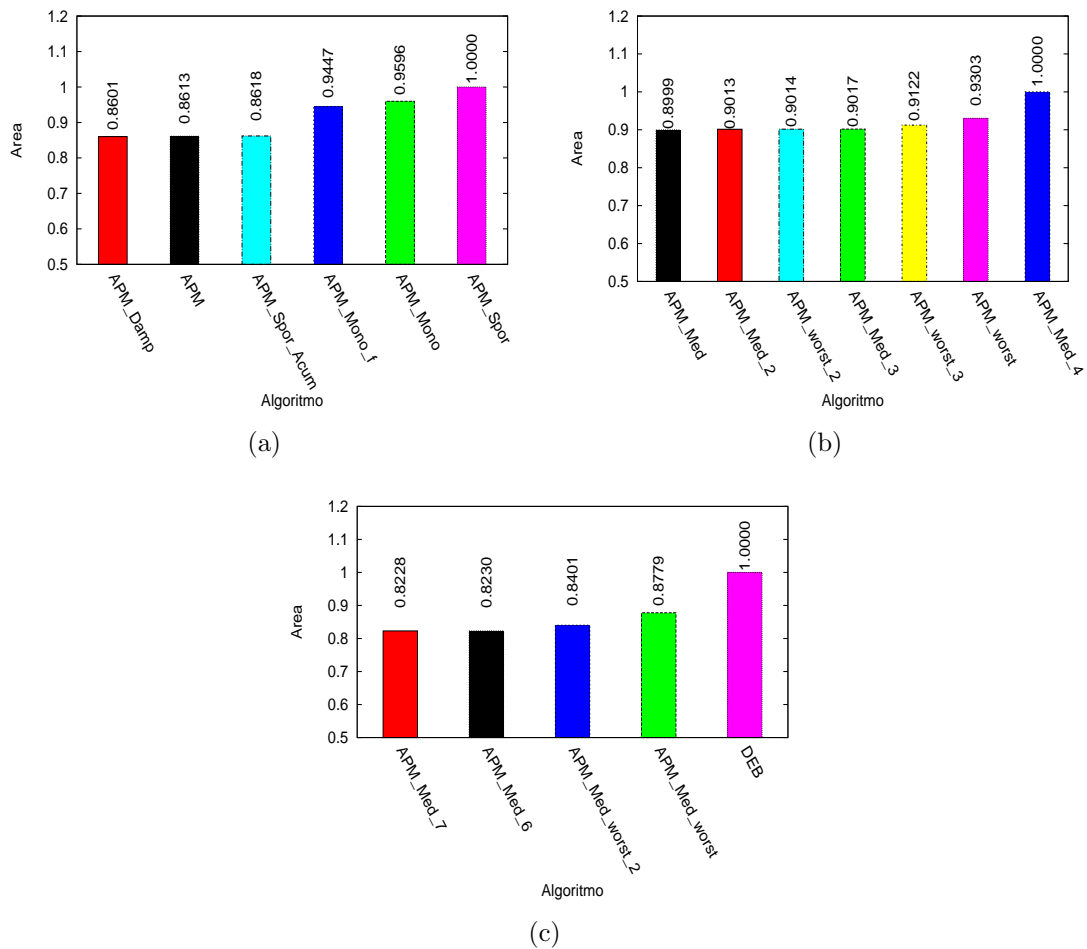 1.2
1.1
1
0.9
0.8
0.7
0.6
0.5
Area
0.8601
0.8613
0.8618
0.9447
0.9596
1.0000
APM_Damp
APM
APM_Spor_Acum
APM_Mono_f
APM_Mono
APM_Spor
Algoritmo
(a)
1.2
1.1
1
0.9
0.8
0.7
0.6
0.5
Area
0.8999
0.9013
0.9014
0.9017
0.9122
0.9303
1.0000
APM_Med
APM_Med_2
APM_worst_2
APM_Med_3
APM_worst_3
APM_worst
APM_Med_4
Algoritmo
(b)
1.2
1.1
1
0.9
0.8
0.7
0.6
0.5
Area
0.8228
0.8230
0.8401
0.8779
1.0000
APM_Med_7
APM_Med_6
APM_Med_worst_2
APM_Med_worst
DEB
Algoritmo
(c)